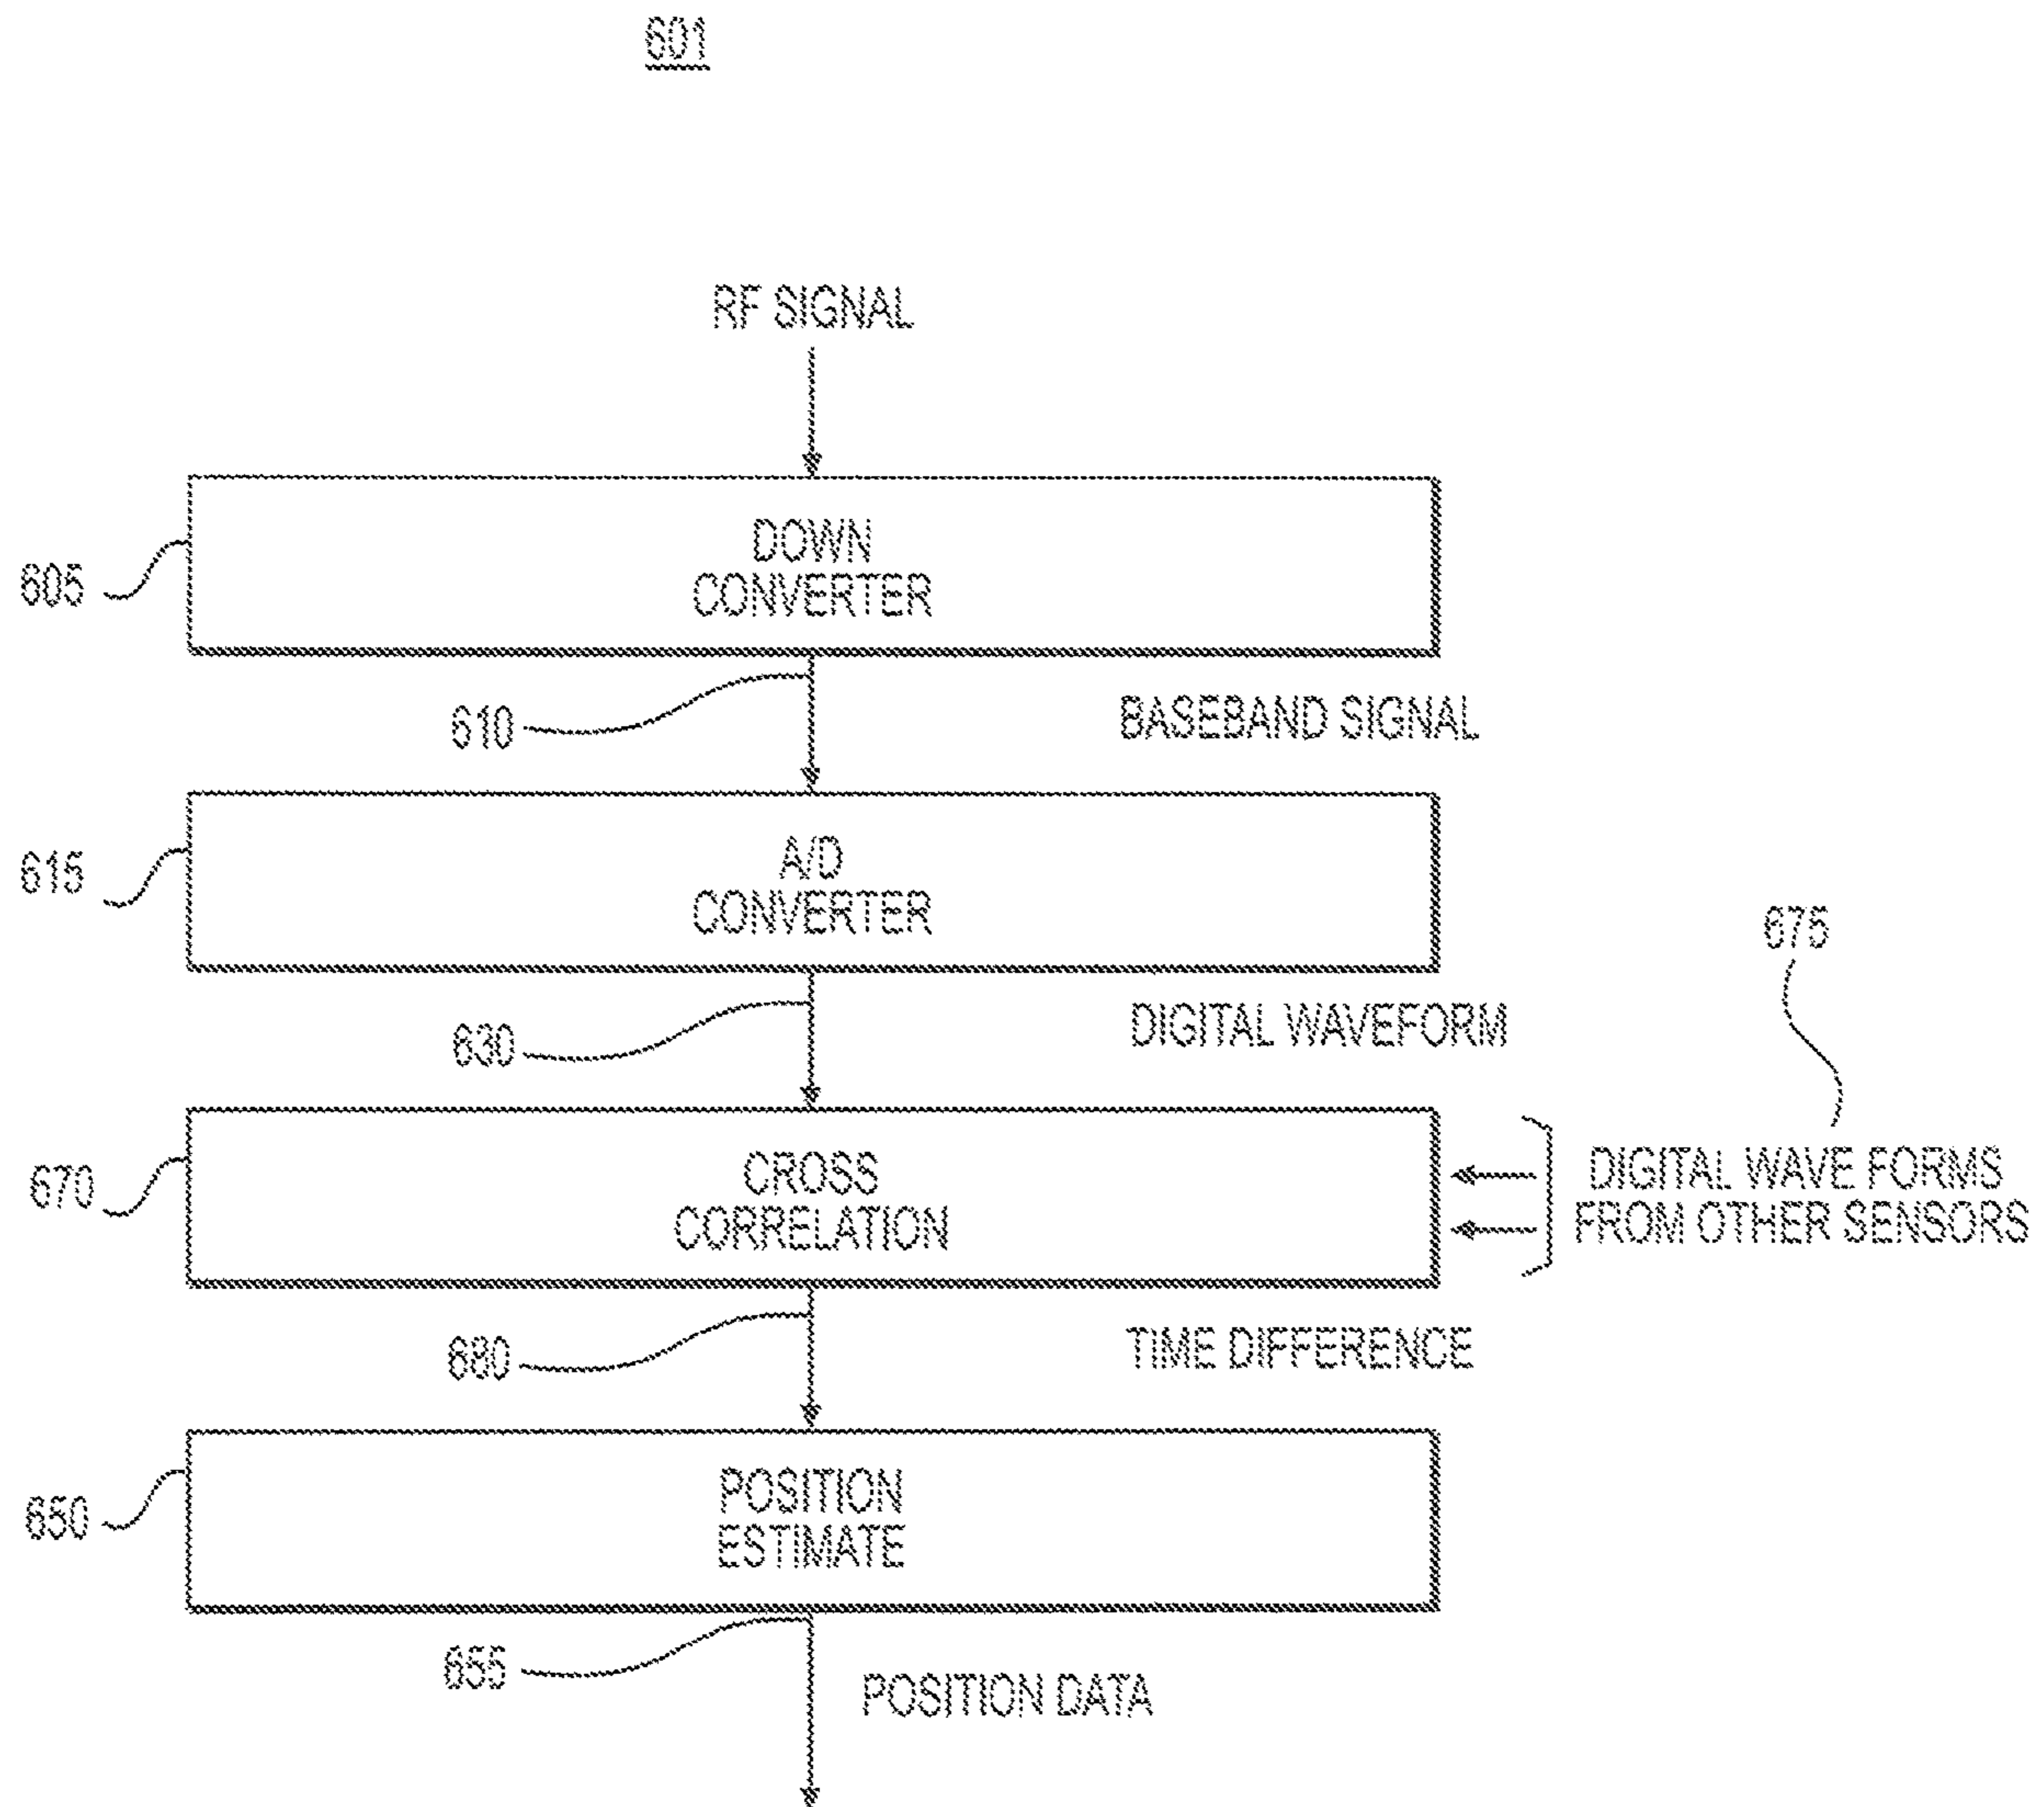 601
RF SIGNAL
DOWN
CONVERTER
605
610
BASEBAND SIGNAL
A/D
CONVERTER
615
675
630
DIGITAL WAVEFORM
CROSS
CORRELATION
670
DIGITAL WAVE FORMS
FROM OTHER SENSORS
680
TIME DIFFERENCE
POSITION
ESTIMATE
650
655
POSITION DATA